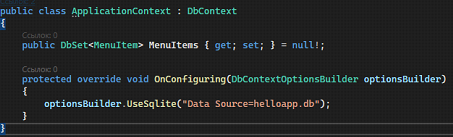 public class ApplicationContext : DbContext
{
Ссылок: 0
public DbSet<MenuItem> MenuItems { get; set; } = null!;
Ссылок: 0
protected override void OnConfiguring(DbContextOptionsBuilder optionsBuilder)
{
optionsBuilder.UseSqlite("Data Source=helloapp.db");
}
}